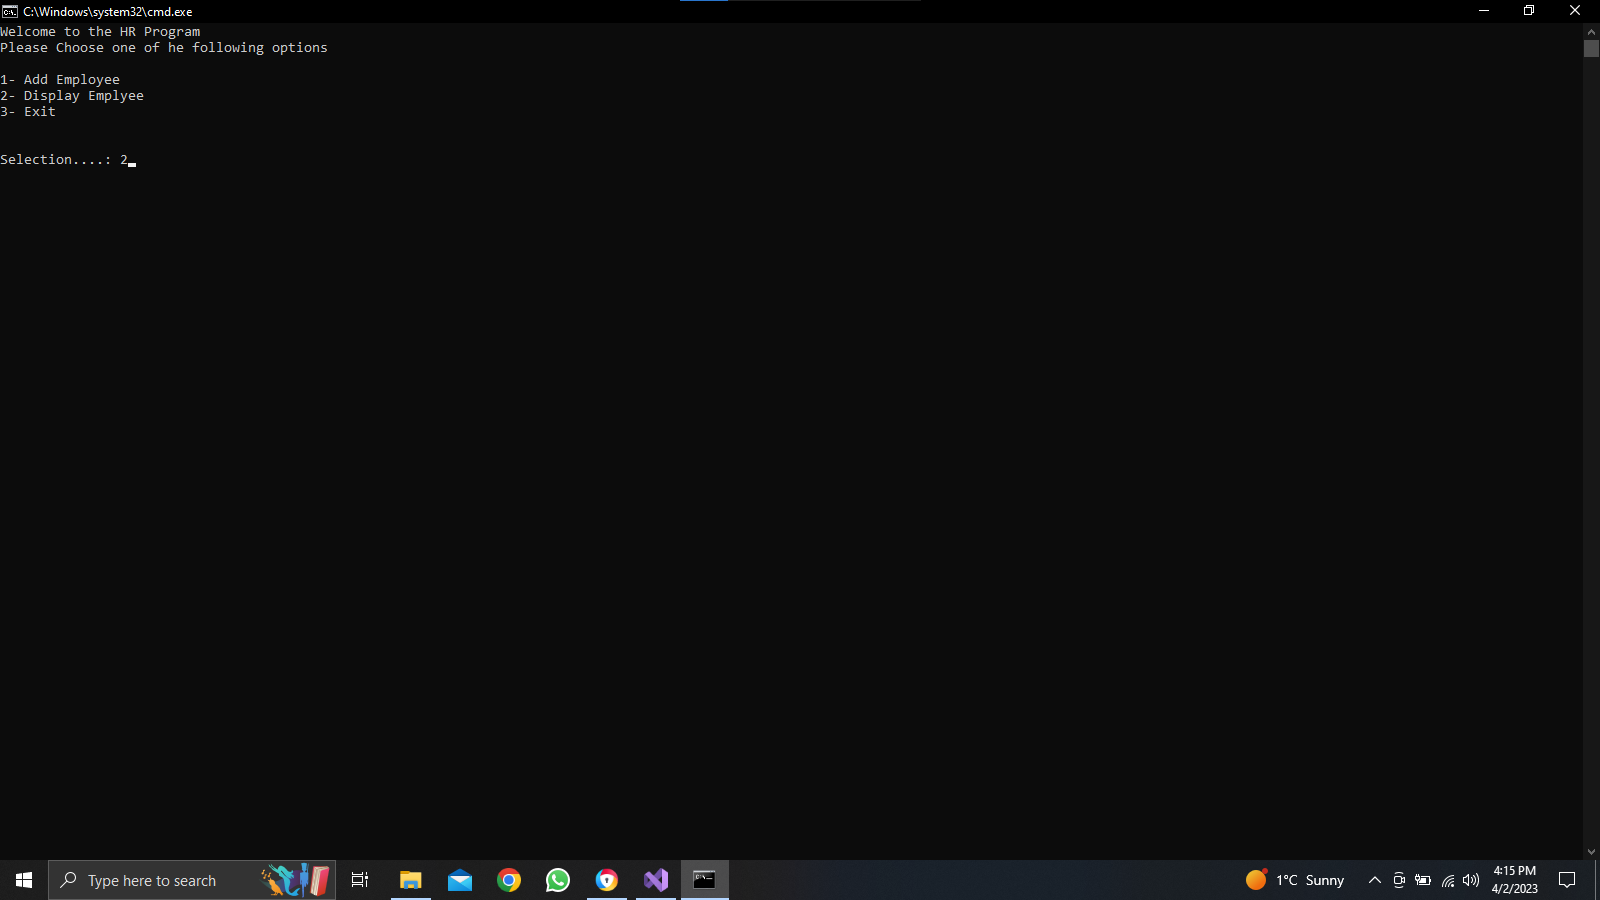 C:\Windows\system32\cmd.exe
Welcome to the HR Program
Please Choose one of he following options
1- Add Employee
2- Display Emplyee
3- Exit
Selection....: 2
Type here to search
1°C Sunny
4:15 PM
4/2/2023